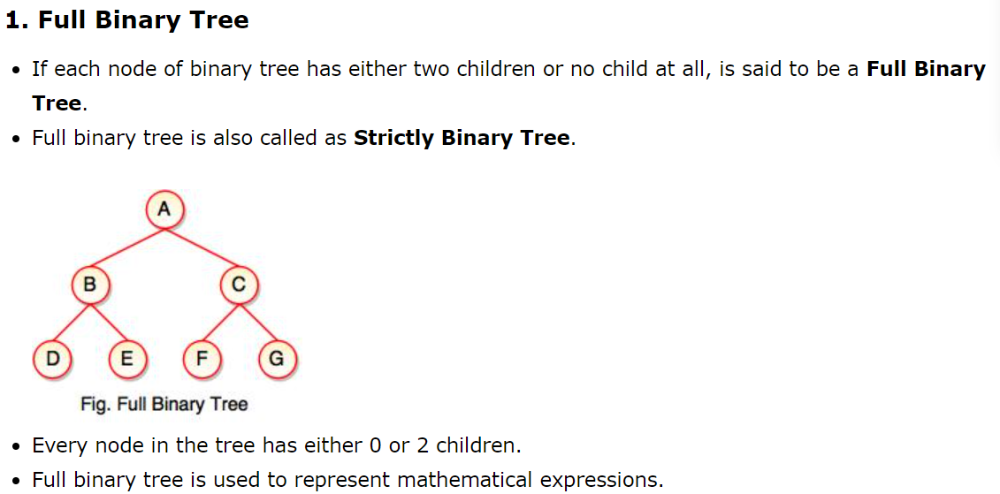 1. Full Binary Tree
• If each node of binary tree has either two children or no child at all, is said to be a Full Binary
Tree.
• Full binary tree is also called as Strictly Binary Tree.
A
B C
D E F G
Fig. Full Binary Tree
• Every node in the tree has either 0 or 2 children.
• Full binary tree is used to represent mathematical expressions.